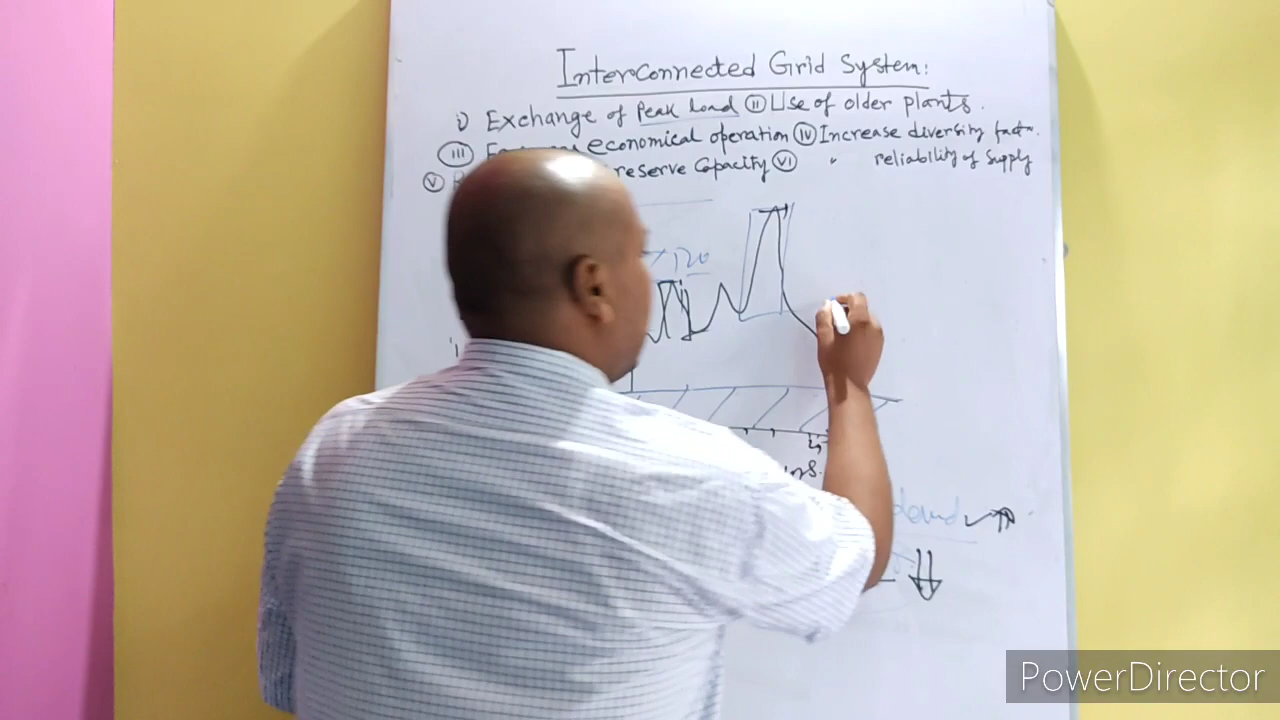 Interconnected Grid System:
i) Exchange of Peak Load (II) Use of older plants.
(III) economical operation (IV) Increase diversity factor.
(V) reserve Capacity (VI) " reliability of Supply
120
PowerDirector